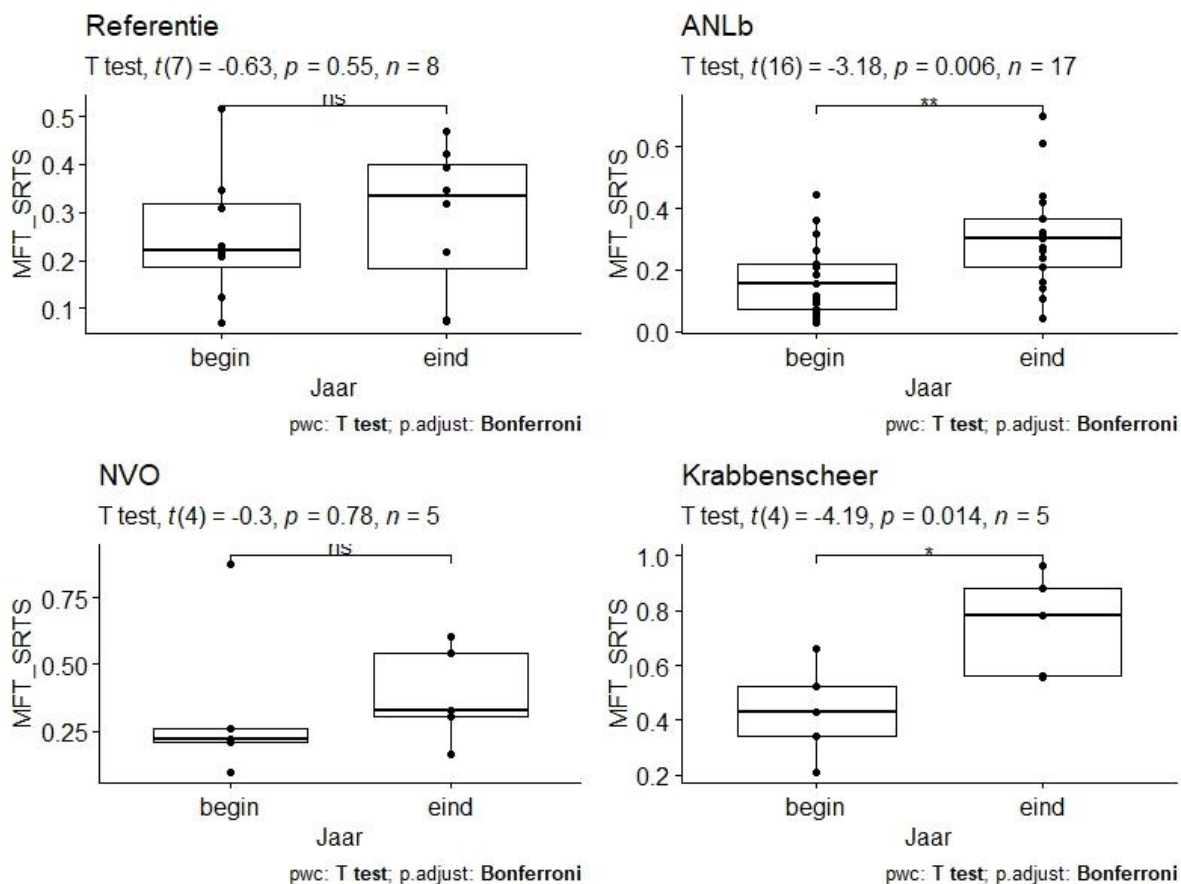 Referentie
T test, t(7) = -0.63, p = 0.55, n = 8
ns
MFT_SRTS
0.5
0.4
0.3
0.2
0.1
begin eind
Jaar
pwc: T test; p.adjust: Bonferroni
ANLb
T test, t(16) = -3.18, p = 0.006, n = 17
**
MFT_SRTS
0.6
0.4
0.2
0.0
begin eind
Jaar
pwc: T test; p.adjust: Bonferroni
NVO
T test, t(4) = -0.3, p = 0.78, n = 5
ns
MFT_SRTS
0.75
0.50
0.25
begin eind
Jaar
pwc: T test; p.adjust: Bonferroni
Krabbenscheer
T test, t(4) = -4.19, p = 0.014, n = 5
*
MFT_SRTS
1.0
0.8
0.6
0.4
0.2
begin eind
Jaar
pwc: T test; p.adjust: Bonferroni